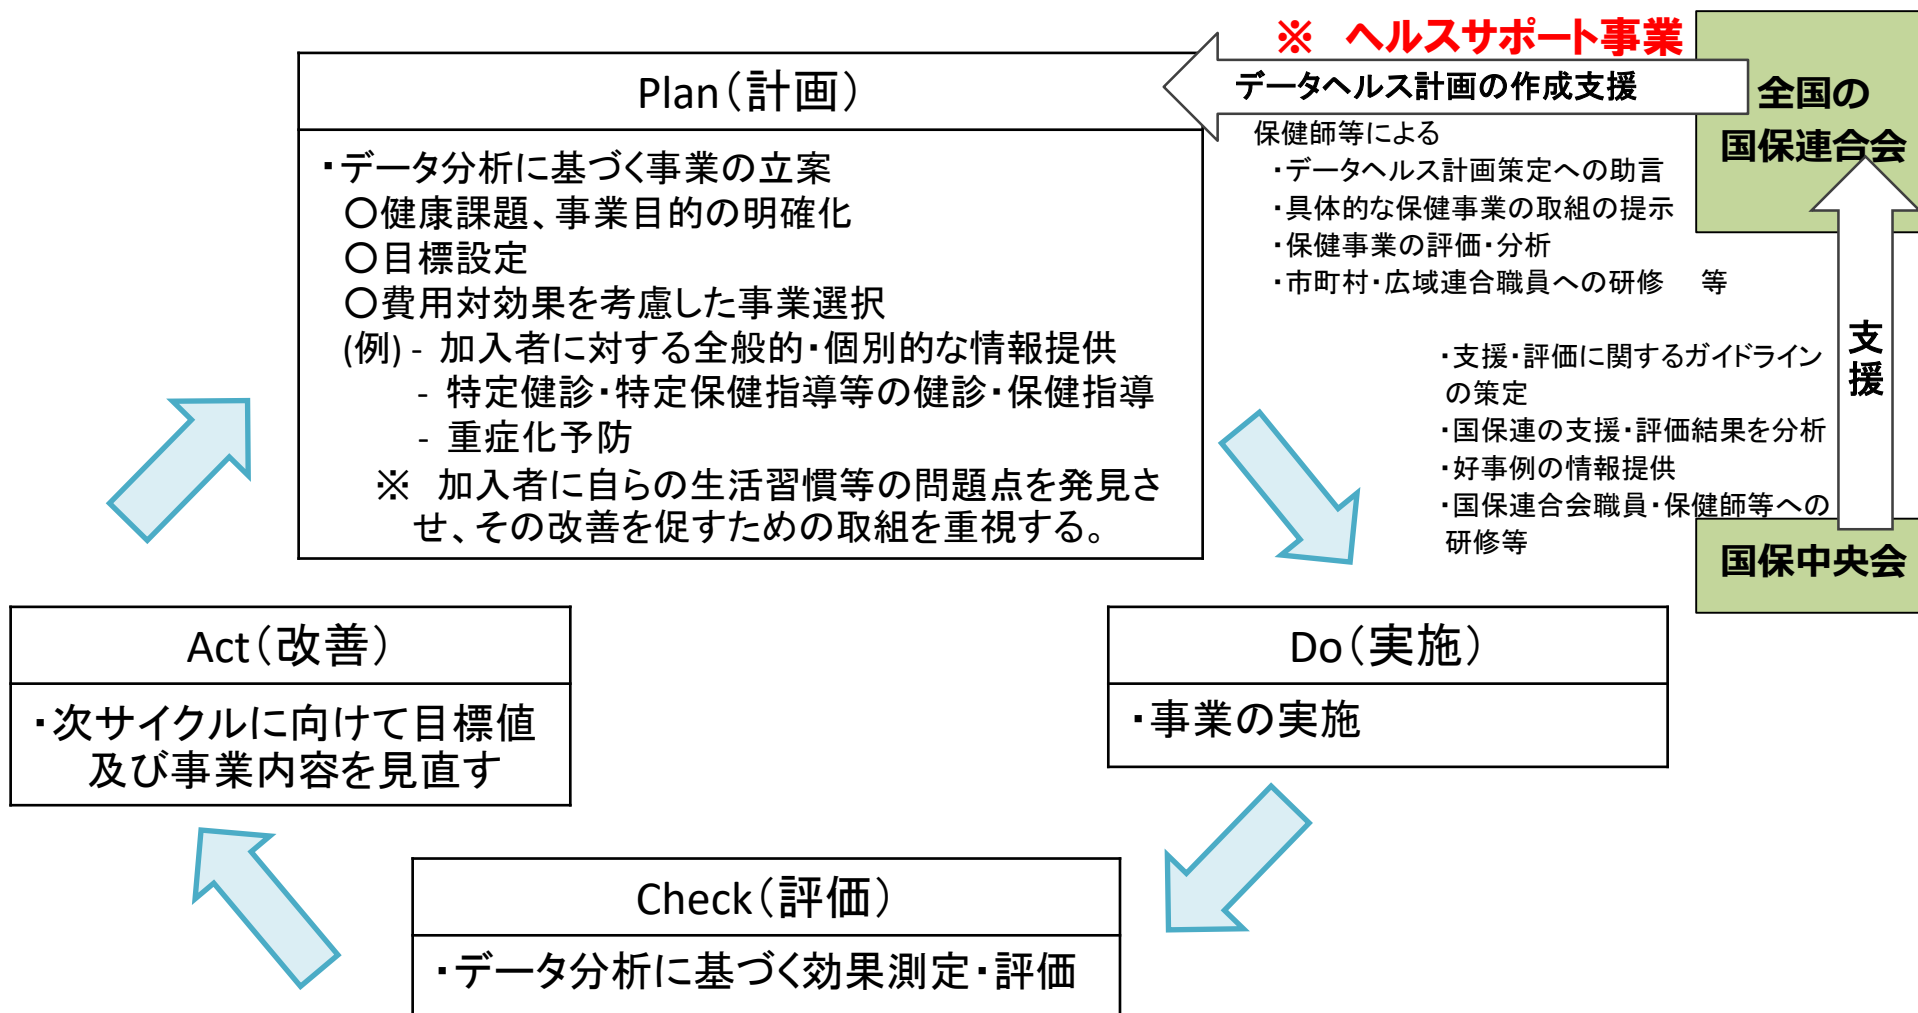 ※　ヘルスサポート事業
データヘルス計画の作成支援
全国の
国保連合会
保健師等による
・データヘルス計画策定への助言
・具体的な保健事業の取組の提示
・保健事業の評価・分析
・市町村・広域連合職員への研修　等
支援
・支援・評価に関するガイドライン
の策定
・国保連の支援・評価結果を分析
・好事例の情報提供
・国保連合会職員・保健師等への
研修等
国保中央会
Plan（計画）
・データ分析に基づく事業の立案
○健康課題、事業目的の明確化
○目標設定
○費用対効果を考慮した事業選択
(例) - 加入者に対する全般的・個別的な情報提供
- 特定健診・特定保健指導等の健診・保健指導
- 重症化予防
※　加入者に自らの生活習慣等の問題点を発見さ
せ、その改善を促すための取組を重視する。
Do（実施）
・事業の実施
Check（評価）
・データ分析に基づく効果測定・評価
Act（改善）
・次サイクルに向けて目標値
及び事業内容を見直す